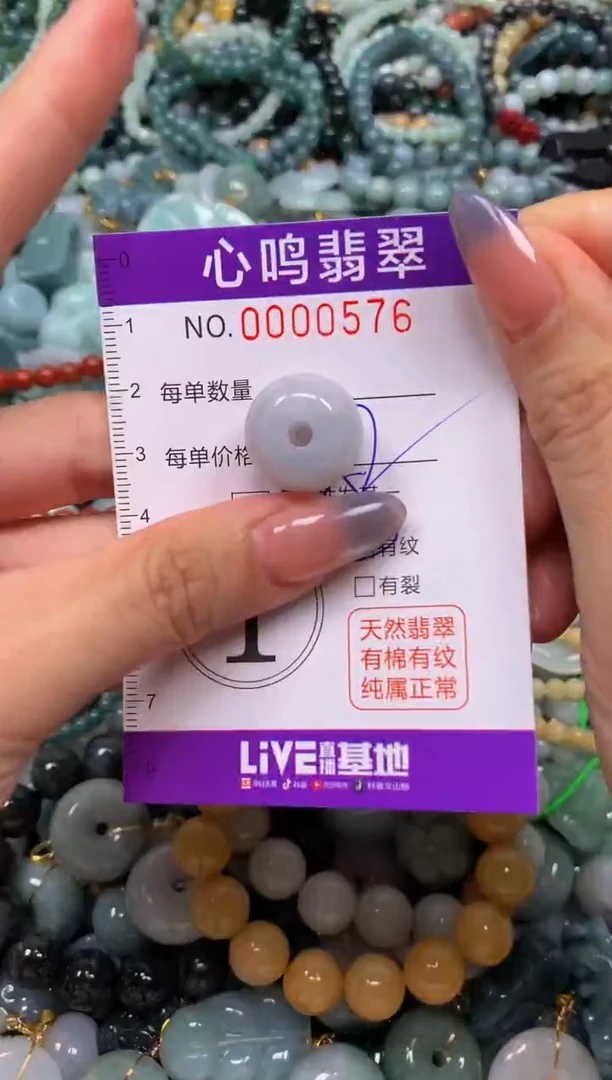 心鸣翡翠
0
1
NO.0000576
2 每单数量
3 每单价格
4
有纹
□有裂
1
天然翡翠
有棉有纹
纯属正常
7
LiVE直播基地